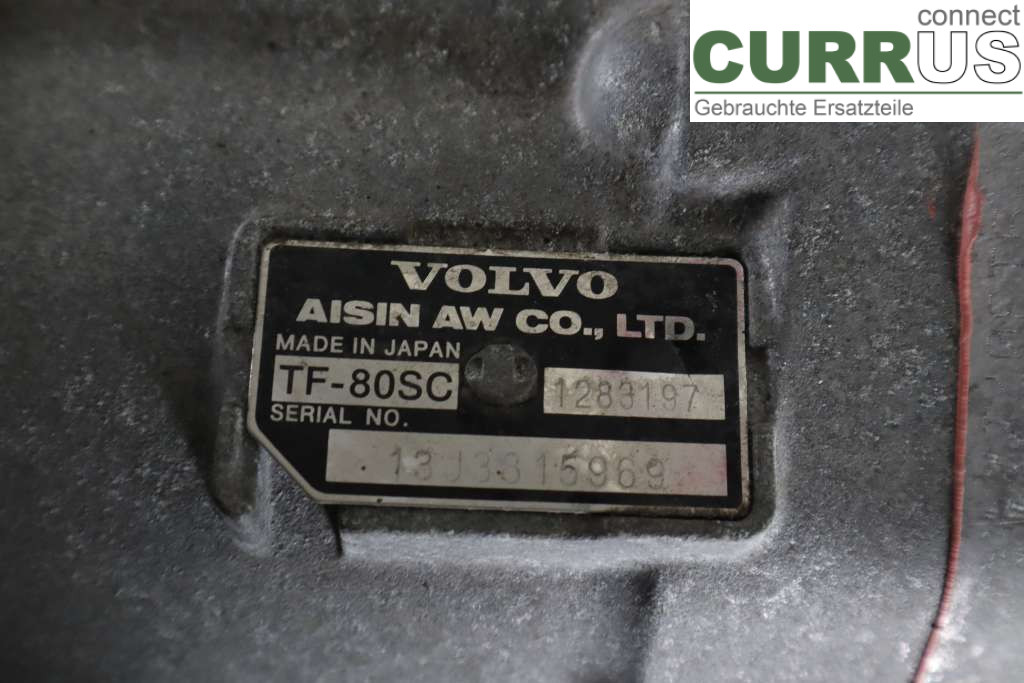 connect
CURRUS
Gebrauchte Ersatzteile
VOLVO
AISIN AW CO., LTD.
MADE IN JAPAN
TF-80SC 1283197
SERIAL NO.
13J3315969